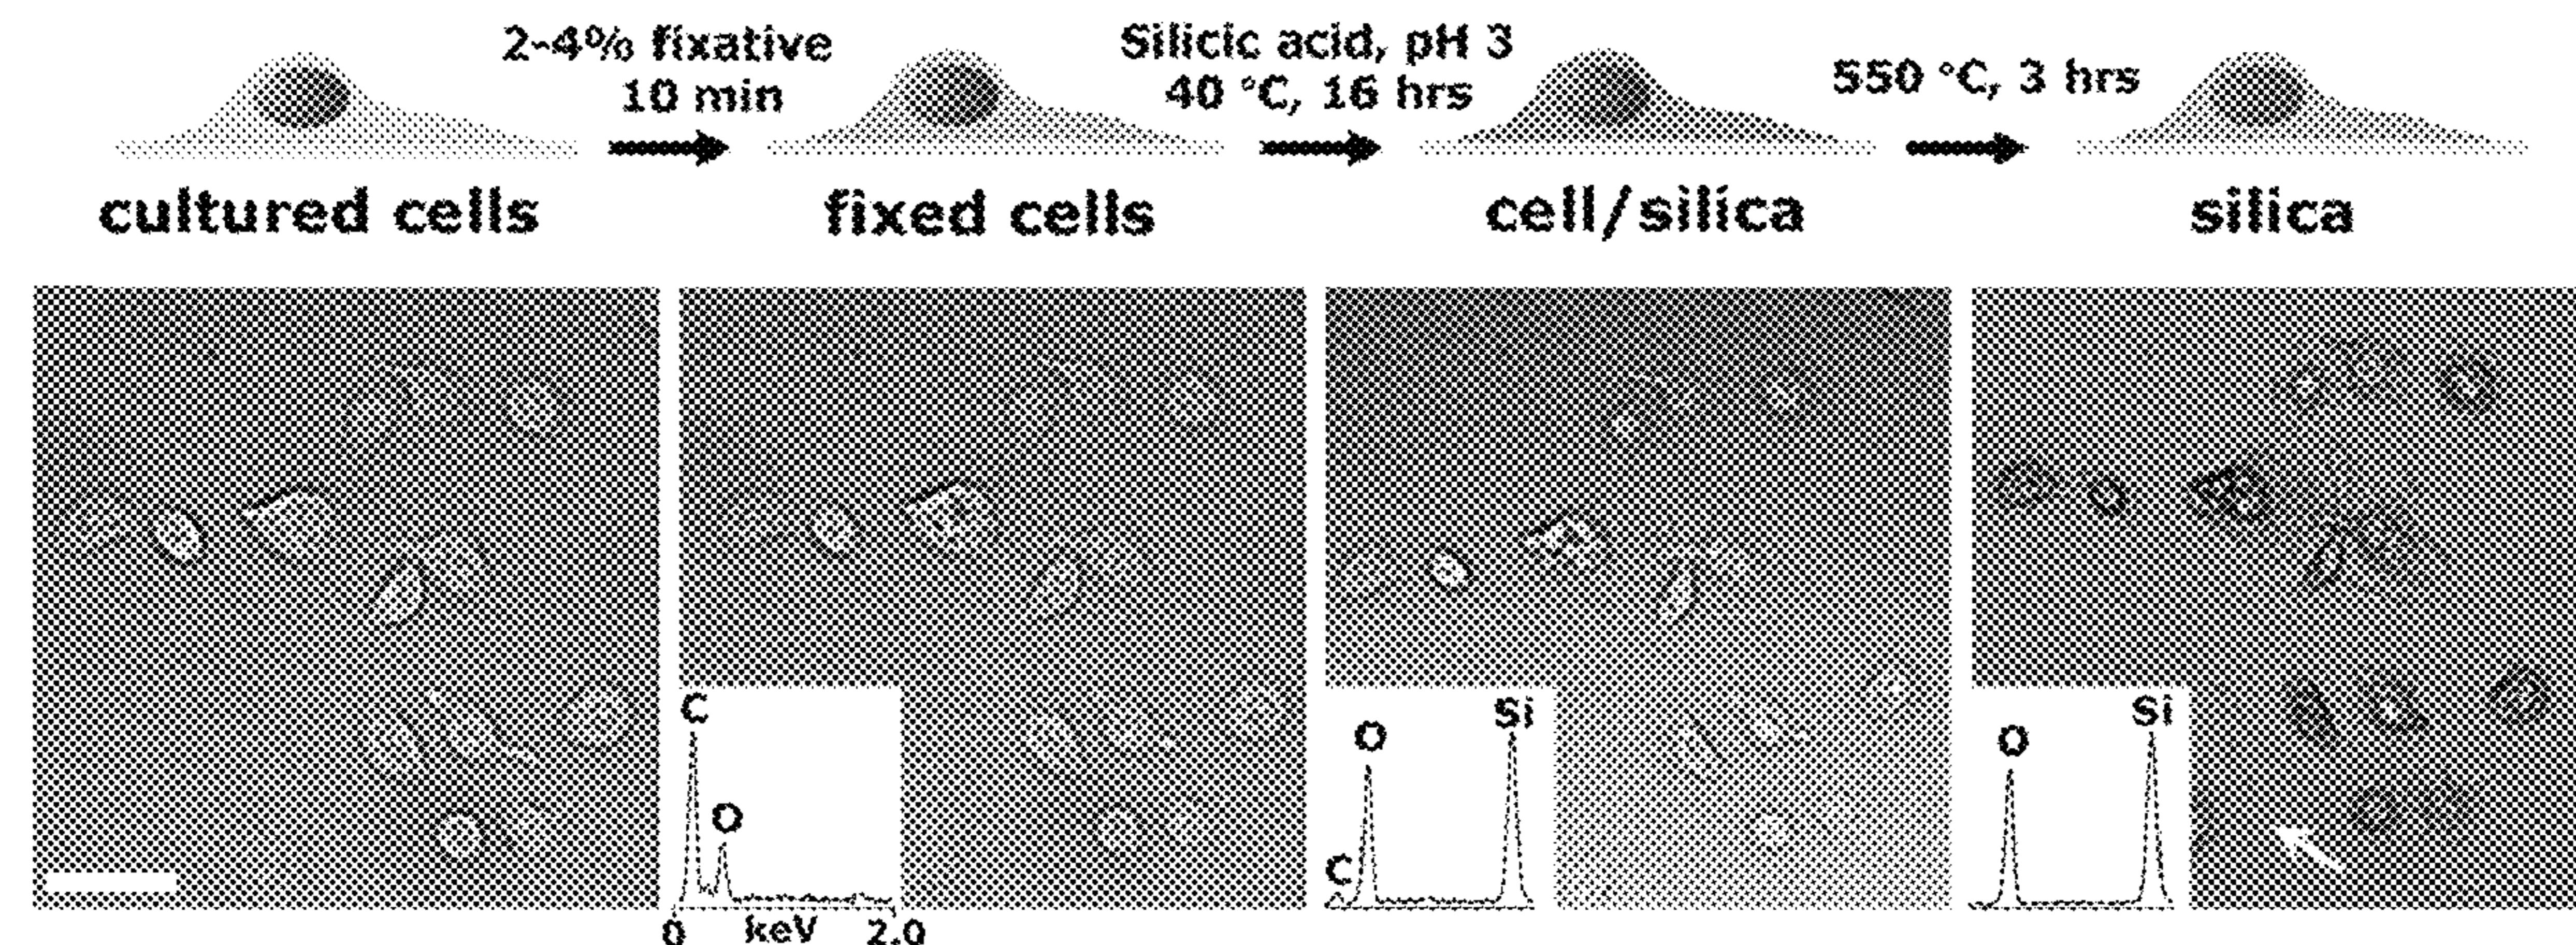 2-4% fixative
10 min
Silicic acid, pH 3
40 °C, 16 hrs
550 °C, 3 hrs
cultured cells
fixed cells
cell/silica
silica
C
O
0
keV
2.0
C
O
Si
O
Si